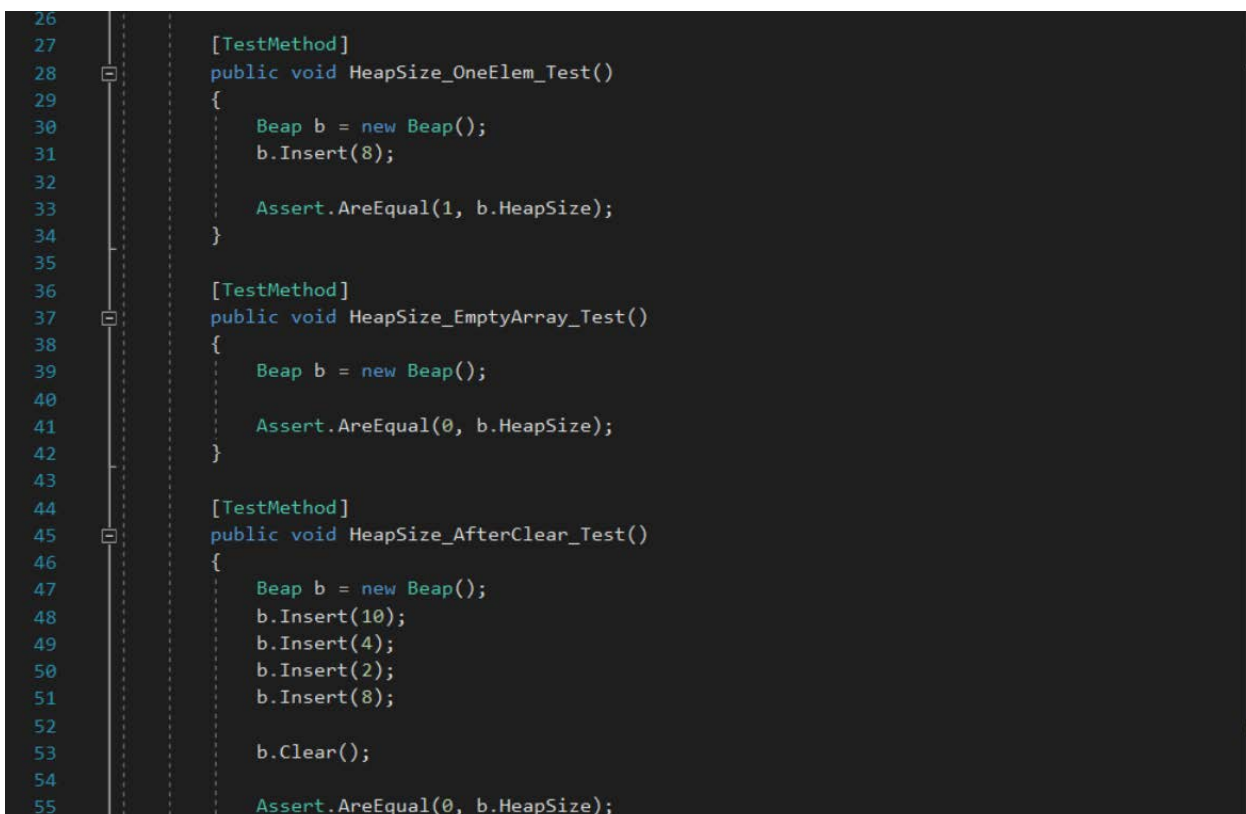 26
27 [TestMethod]
28 public void HeapSize_OneElem_Test()
29 {
30 Beap b = new Beap();
31 b.Insert(8);
32
33 Assert.AreEqual(1, b.HeapSize);
34 }
35
36 [TestMethod]
37 public void HeapSize_EmptyArray_Test()
38 {
39 Beap b = new Beap();
40
41 Assert.AreEqual(0, b.HeapSize);
42 }
43
44 [TestMethod]
45 public void HeapSize_AfterClear_Test()
46 {
47 Beap b = new Beap();
48 b.Insert(10);
49 b.Insert(4);
50 b.Insert(2);
51 b.Insert(8);
52
53 b.Clear();
54
55 Assert.AreEqual(0, b.HeapSize);